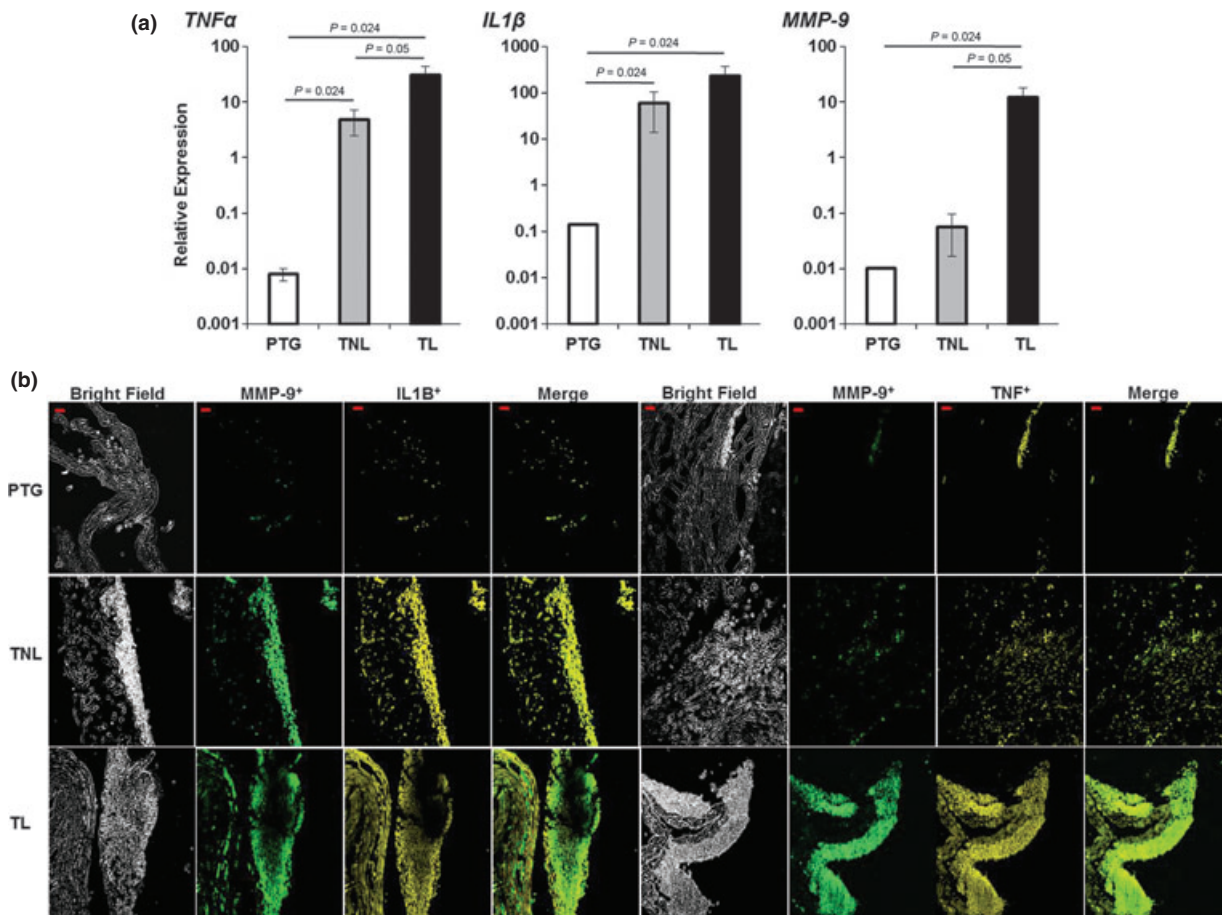 (a)
TNFα
P = 0.024
P = 0.05
P = 0.024
100
10
1
0.1
0.01
0.001
Relative Expression
PTG TNL TL
IL1β
P = 0.024
P = 0.024
1000
100
10
1
0.1
0.01
0.001
PTG TNL TL
MMP-9
P = 0.024
P = 0.05
100
10
1
0.1
0.01
0.001
PTG TNL TL
(b)
Bright Field MMP-9+ IL1B+ Merge Bright Field MMP-9+ TNF+ Merge
PTG
TNL
TL